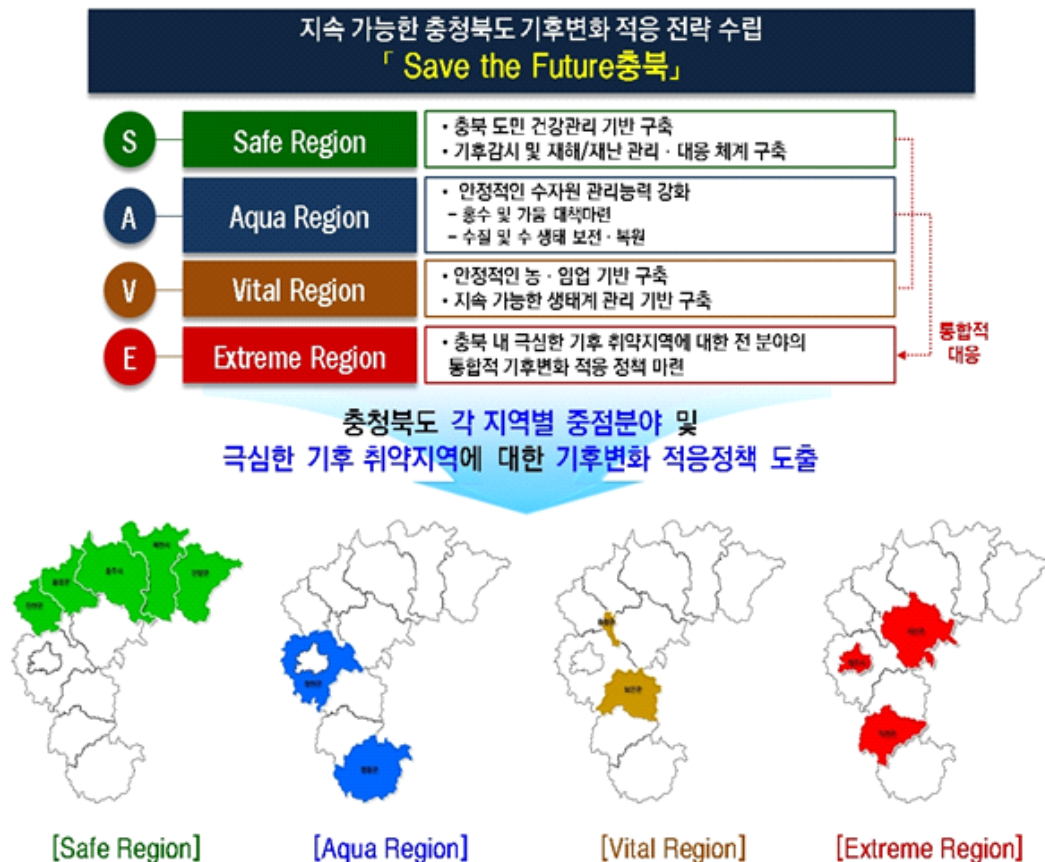 지속 가능한 충청북도 기후변화 적응 전략 수립
「 Save the Future충북」
S
Safe Region
• 충북 도민 건강관리 기반 구축
• 기후감시 및 재해/재난 관리 · 대응 체계 구축
A
Aqua Region
• 안정적인 수자원 관리능력 강화
– 홍수 및 가뭄 대책마련
– 수질 및 수 생태 보전 · 복원
V
Vital Region
• 안정적인 농 · 임업 기반 구축
• 지속 가능한 생태계 관리 기반 구축
E
Extreme Region
• 충북 내 극심한 기후 취약지역에 대한 전 분야의
통합적 기후변화 적응 정책 마련
통합적
대응
충청북도 각 지역별 중점분야 및
극심한 기후 취약지역에 대한 기후변화 적응정책 도출
[Safe Region]
[Aqua Region]
[Vital Region]
[Extreme Region]